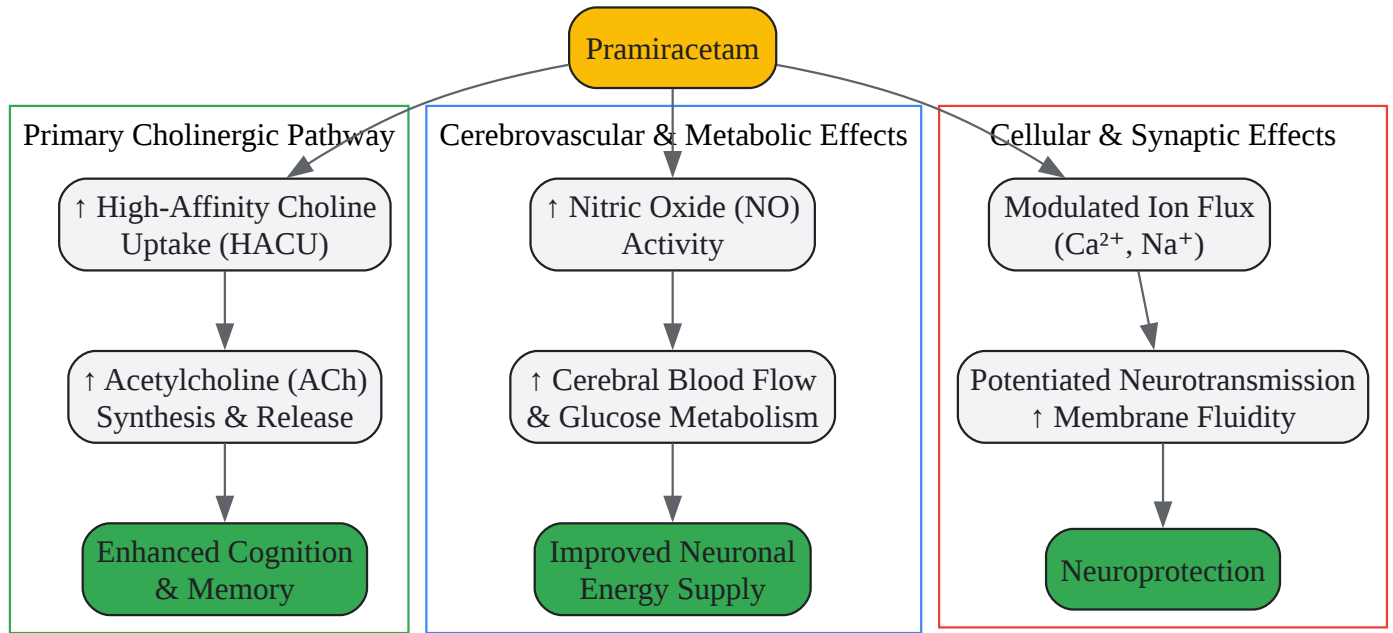 Pramiracetam
Primary Cholinergic Pathway
↑ High-Affinity Choline
Uptake (HACU)
↑ Acetylcholine (ACh)
Synthesis & Release
Enhanced Cognition
& Memory
Cerebrovascular & Metabolic Effects
↑ Nitric Oxide (NO)
Activity
↑ Cerebral Blood Flow
& Glucose Metabolism
Improved Neuronal
Energy Supply
Cellular & Synaptic Effects
Modulated Ion Flux
(Ca²⁺, Na⁺)
Potentiated Neurotransmission
↑ Membrane Fluidity
Neuroprotection